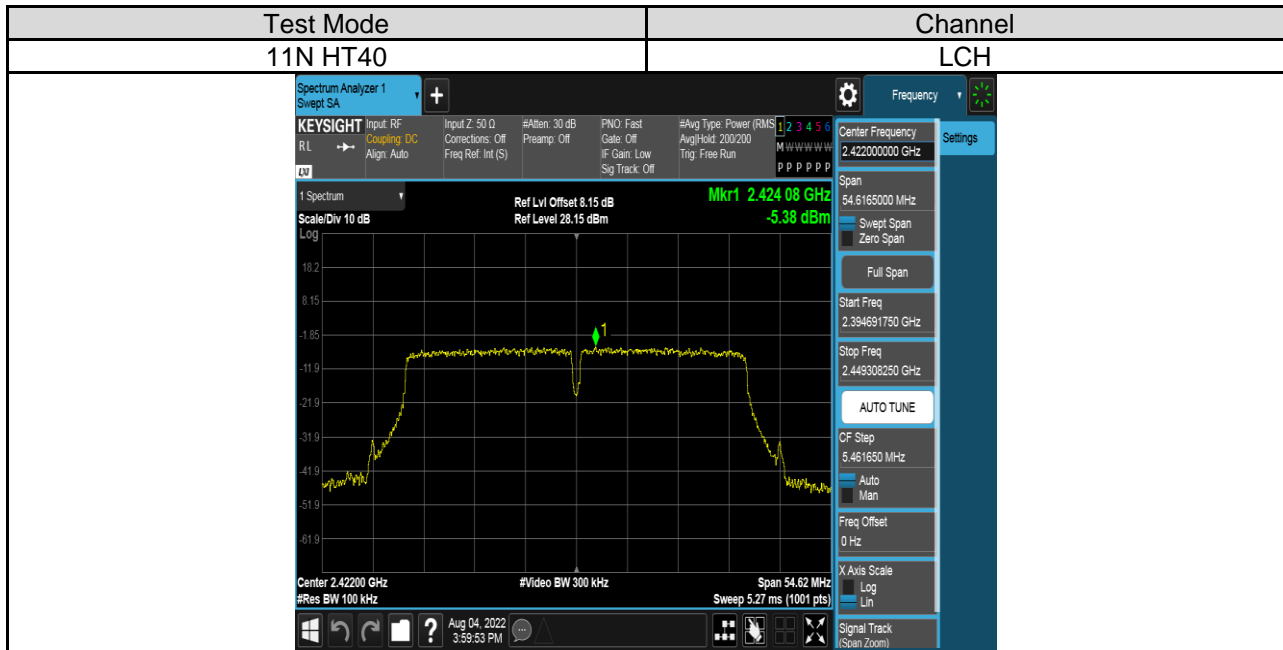 Test Mode Channel
11N HT40 LCH
Spectrum Analyzer 1
Swept SA
+
Frequency
KEYSIGHT
RL
LXI
Input: RF
Coupling: DC
Align: Auto
Input Z: 50 Ω
Corrections: Off
Freq Ref: Int (S)
#Atten: 30 dB
Preamp: Off
PNO: Fast
Gate: Off
IF Gain: Low
Sig Track: Off
#Avg Type: Power (RMS
Avg|Hold: 200/200
Trig: Free Run
1 2 3 4 5 6
M W W W W W
P P P P P P
Center Frequency
2.422000000 GHz
Settings
1 Spectrum
Scale/Div 10 dB
Ref Lvl Offset 8.15 dB
Ref Level 28.15 dBm
Mkr1 2.424 08 GHz
-5.38 dBm
Log
18.2
8.15
-1.85
-11.9
-21.9
-31.9
-41.9
-51.9
-61.9
1
Center 2.42200 GHz
#Res BW 100 kHz
#Video BW 300 kHz
Span 54.62 MHz
Sweep 5.27 ms (1001 pts)
Span
54.6165000 MHz
Swept Span
Zero Span
Full Span
Start Freq
2.394691750 GHz
Stop Freq
2.449308250 GHz
AUTO TUNE
CF Step
5.461650 MHz
Auto
Man
Freq Offset
0 Hz
X Axis Scale
Log
Lin
Signal Track
(Span Zoom)
?
Aug 04, 2022
3:59:53 PM